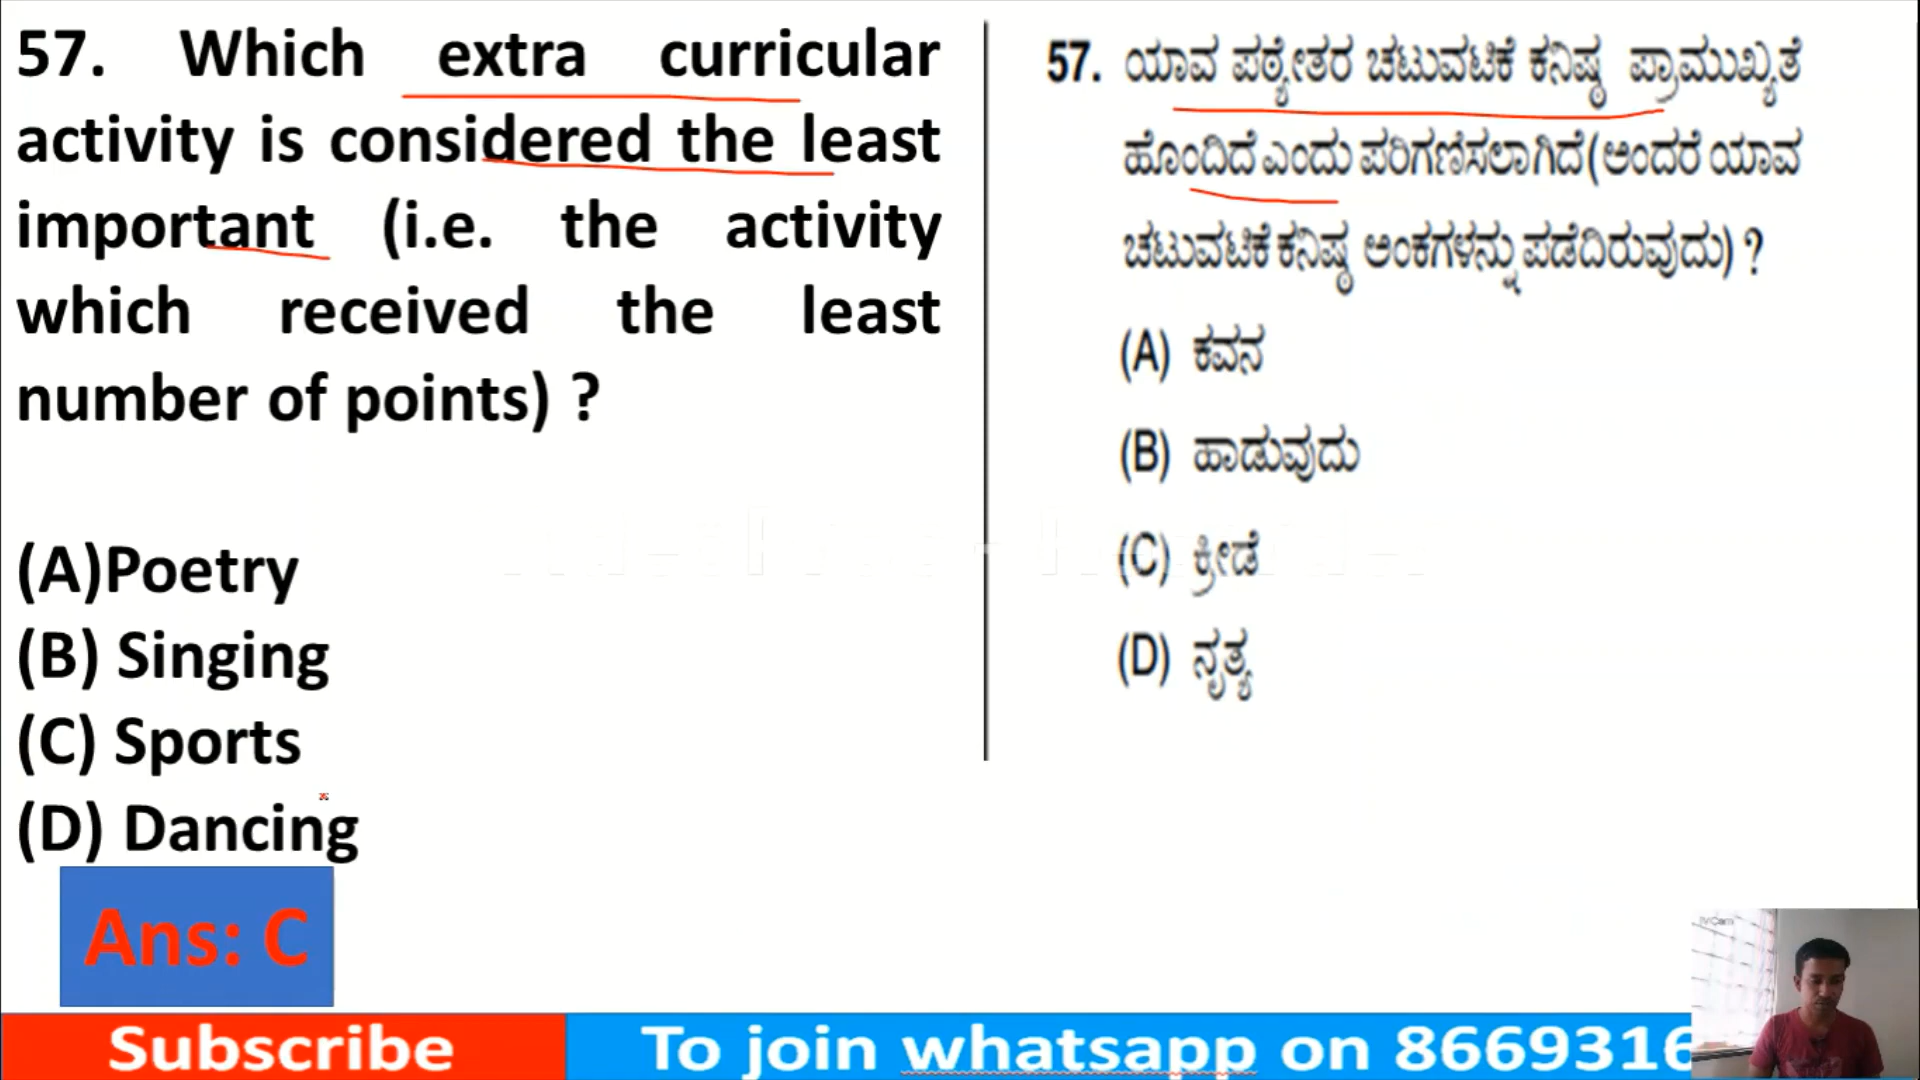 57. Which extra curricular
activity is considered the least
important (i.e. the activity
which received the least
number of points) ?
(A)Poetry
(B) Singing
(C) Sports
(D) Dancing
Ans: C
57. ಯಾವ ಪಠ್ಯೇತರ ಚಟುವಟಿಕೆ ಕನಿಷ್ಠ ಪ್ರಾಮುಖ್ಯತೆ
ಹೊಂದಿದೆ ಎಂದು ಪರಿಗಣಿಸಲಾಗಿದೆ(ಅಂದರೆ ಯಾವ
ಚಟುವಟಿಕೆ ಕನಿಷ್ಠ ಅಂಕಗಳನ್ನು ಪಡೆದಿರುವುದು) ?
(A) ಕವನ
(B) ಹಾಡುವುದು
(C) ಕ್ರೀಡೆ
(D) ನೃತ್ಯ
Subscribe
To join whatsapp on 8669316